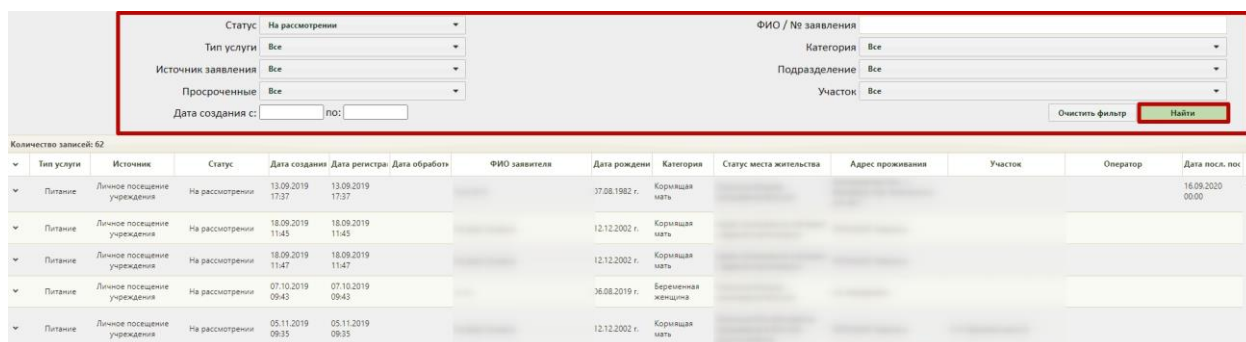 Статус На рассмотрении ФИО / № заявления
Тип услуги Все Категория Все
Источник заявления Все Подразделение Все
Просроченные Все Участок Все
Дата создания с: по: Очистить фильтр Найти
Количество записей: 62
Тип услуги Источник Статус Дата создания Дата регистра Дата обработк ФИО заявителя Дата рождени Категория Статус места жительства Адрес проживания Участок Оператор Дата посл. пос
Питание Личное посещение На рассмотрении 13.09.2019 13.09.2019 07.08.1982 г. Кормящая 16.09.2020
учреждения 17:37 17:37 мать 00:00
Питание Личное посещение На рассмотрении 18.09.2019 18.09.2019 12.12.2002 г. Кормящая
учреждения 11:45 11:45 мать
Питание Личное посещение На рассмотрении 18.09.2019 18.09.2019 12.12.2002 г. Кормящая
учреждения 11:47 11:47 мать
Питание Личное посещение На рассмотрении 07.10.2019 07.10.2019 06.08.2019 г. Беременная
учреждения 09:43 09:43 женщина
Питание Личное посещение На рассмотрении 05.11.2019 05.11.2019 12.12.2002 г. Кормящая
учреждения 09:35 09:35 мать